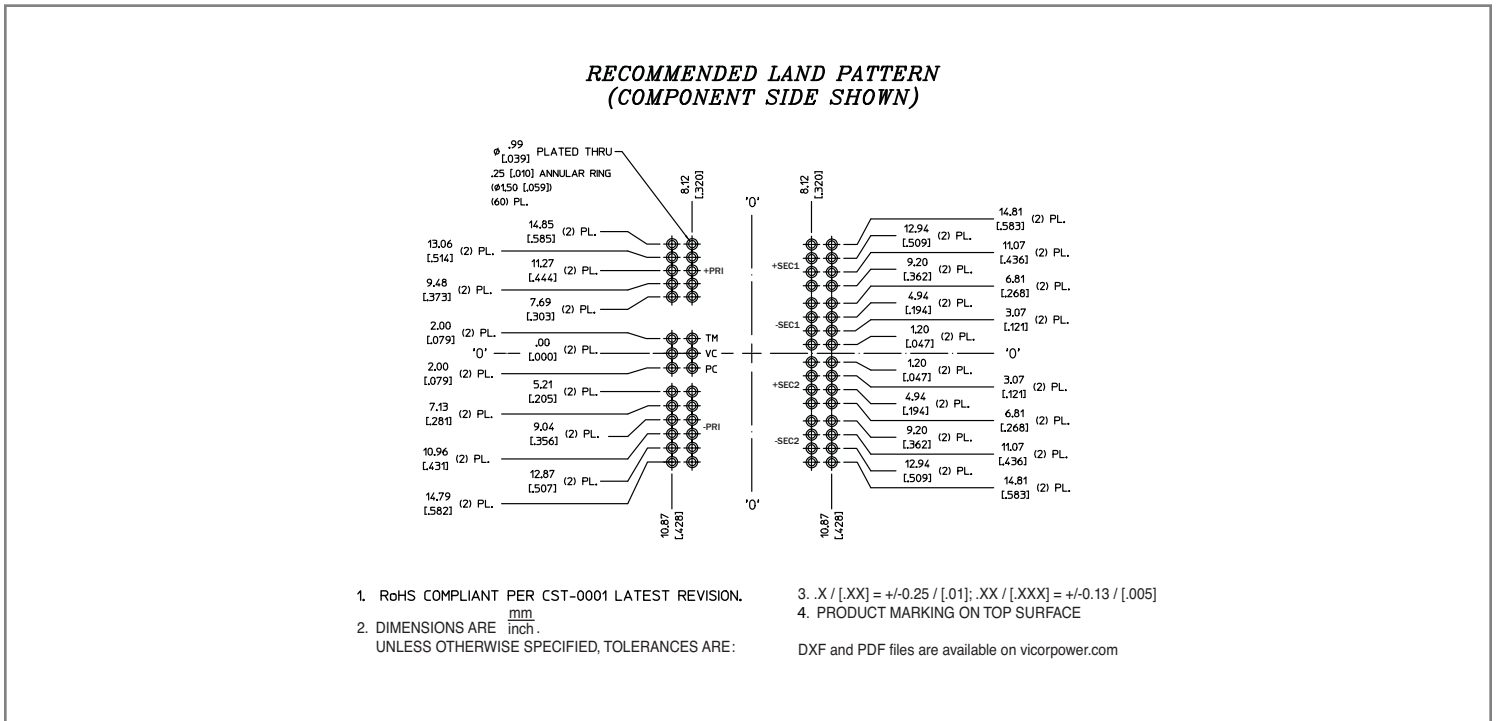 RECOMMENDED LAND PATTERN
(COMPONENT SIDE SHOWN)
ø .99
[.039] PLATED THRU
.25 [.010] ANNULAR RING
(ø1.50 [.059])
(60) PL.
8.12
[.320]
'0'
8.12
[.320]
14.85
[.585] (2) PL.
13.06
[.514] (2) PL.
11.27
[.444] (2) PL.
9.48
[.373] (2) PL.
7.69
[.303] (2) PL.
2.00
[.079] (2) PL.
'0'
.00
[.000] (2) PL.
2.00
[.079] (2) PL.
5.21
[.205] (2) PL.
7.13
[.281] (2) PL.
9.04
[.356] (2) PL.
10.96
[.431] (2) PL.
12.87
[.507] (2) PL.
14.79
[.582] (2) PL.
+PRI
TM
VC
PC
-PRI
+SEC1
-SEC1
+SEC2
-SEC2
14.81
[.583] (2) PL.
12.94
[.509] (2) PL.
11.07
[.436] (2) PL.
9.20
[.362] (2) PL.
6.81
[.268] (2) PL.
4.94
[.194] (2) PL.
3.07
[.121] (2) PL.
1.20
[.047] (2) PL.
'0'
1.20
[.047] (2) PL.
3.07
[.121] (2) PL.
4.94
[.194] (2) PL.
6.81
[.268] (2) PL.
9.20
[.362] (2) PL.
11.07
[.436] (2) PL.
12.94
[.509] (2) PL.
14.81
[.583] (2) PL.
10.87
[.428]
'0'
10.87
[.428]
1. RoHS COMPLIANT PER CST-0001 LATEST REVISION.
2. DIMENSIONS ARE mm
inch.
UNLESS OTHERWISE SPECIFIED, TOLERANCES ARE:
3. .X / [.XX] = +/-0.25 / [.01]; .XX / [.XXX] = +/-0.13 / [.005]
4. PRODUCT MARKING ON TOP SURFACE
DXF and PDF files are available on vicorpower.com